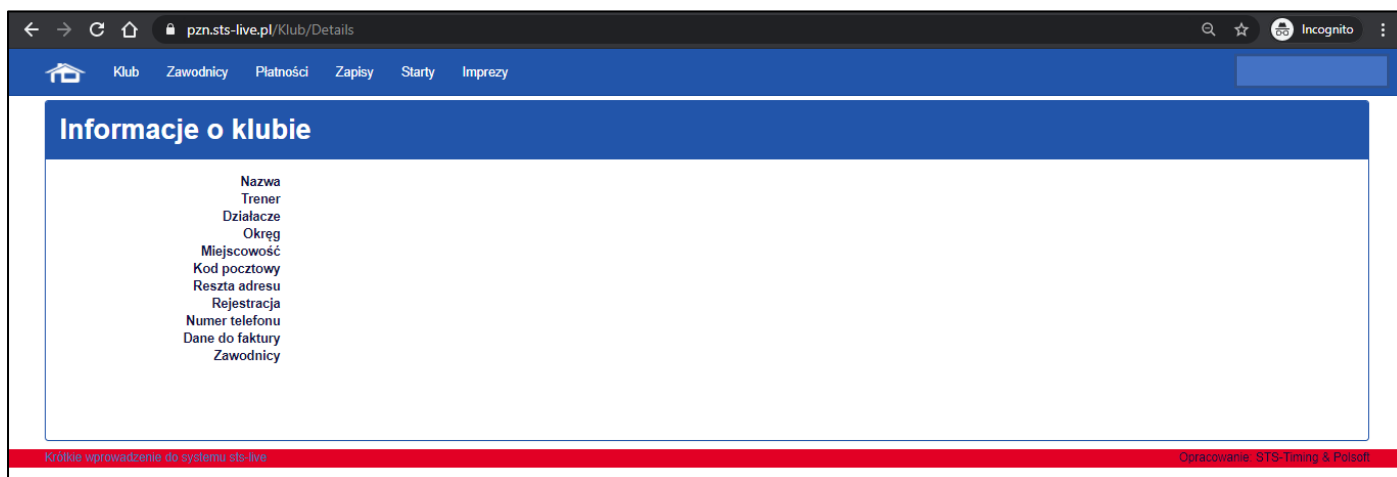 pzn.sts-live.pl/Klub/Details
Incognito
Klub Zawodnicy Płatności Zapisy Starty Imprezy
Informacje o klubie
Nazwa
Trener
Działacze
Okręg
Miejscowość
Kod pocztowy
Reszta adresu
Rejestracja
Numer telefonu
Dane do faktury
Zawodnicy
Krótkie wprowadzenie do systemu sts-live
Opracowanie: STS-Timing & Polsoft